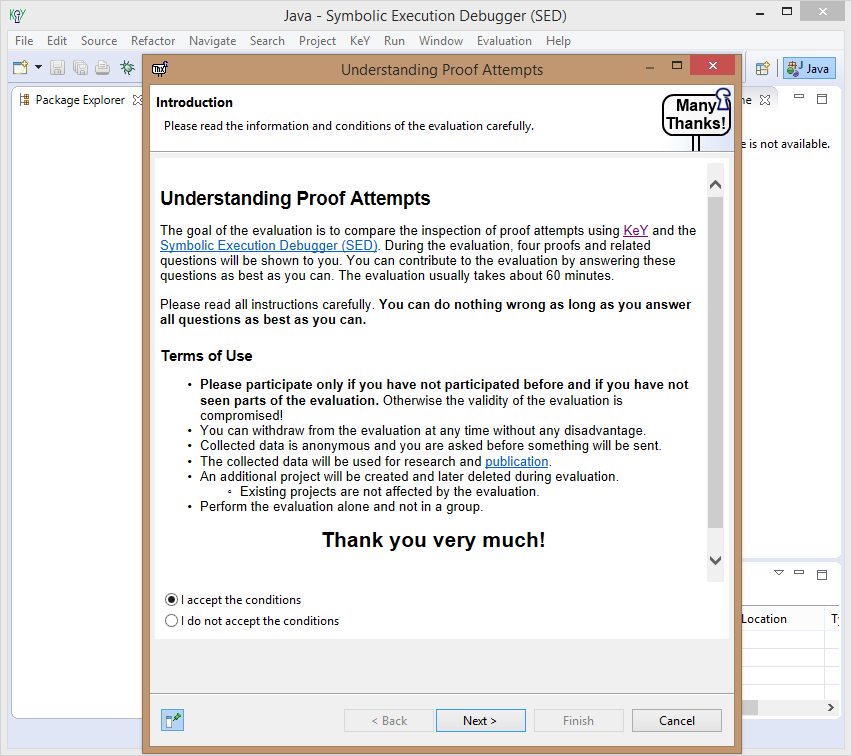 KeY
Java - Symbolic Execution Debugger (SED)
File Edit Source Refactor Navigate Search Project KeY Run Window Evaluation Help
Java
Package Explorer
Understanding Proof Attempts
Introduction
Please read the information and conditions of the evaluation carefully.
Many
Thanks!
ne
e is not available.
Understanding Proof Attempts
The goal of the evaluation is to compare the inspection of proof attempts using KeY and the
Symbolic Execution Debugger (SED). During the evaluation, four proofs and related
questions will be shown to you. You can contribute to the evaluation by answering these
questions as best as you can. The evaluation usually takes about 60 minutes.
Please read all instructions carefully. You can do nothing wrong as long as you answer
all questions as best as you can.
Terms of Use
• Please participate only if you have not participated before and if you have not
seen parts of the evaluation. Otherwise the validity of the evaluation is
compromised!
• You can withdraw from the evaluation at any time without any disadvantage.
• Collected data is anonymous and you are asked before something will be sent.
• The collected data will be used for research and publication.
• An additional project will be created and later deleted during evaluation.
◦ Existing projects are not affected by the evaluation.
• Perform the evaluation alone and not in a group.
Thank you very much!
I accept the conditions
I do not accept the conditions
Location
< Back Next > Finish Cancel